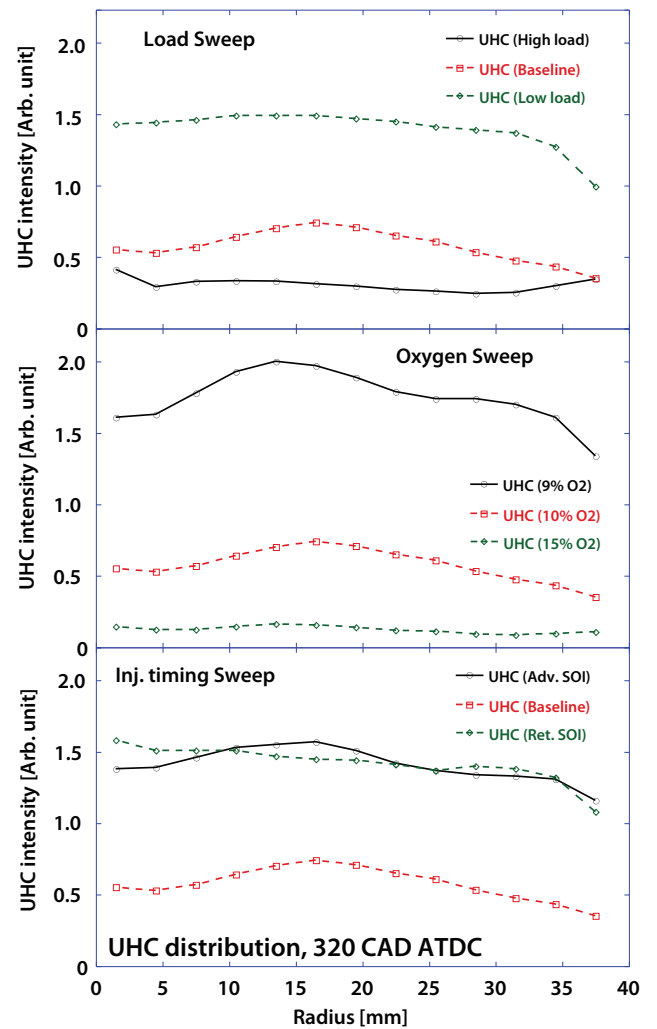 Load Sweep
UHC (High load)
UHC (Baseline)
UHC (Low load)
UHC intensity [Arb. unit]
2.0
1.5
1.0
0.5
0
Oxygen Sweep
UHC (9% O2)
UHC (10% O2)
UHC (15% O2)
UHC intensity [Arb. unit]
2.0
1.5
1.0
0.5
0
Inj. timing Sweep
UHC (Adv. SOI)
UHC (Baseline)
UHC (Ret. SOI)
UHC intensity [Arb. unit]
2.0
1.5
1.0
0.5
0
UHC distribution, 320 CAD ATDC
0 5 10 15 20 25 30 35 40
Radius [mm]